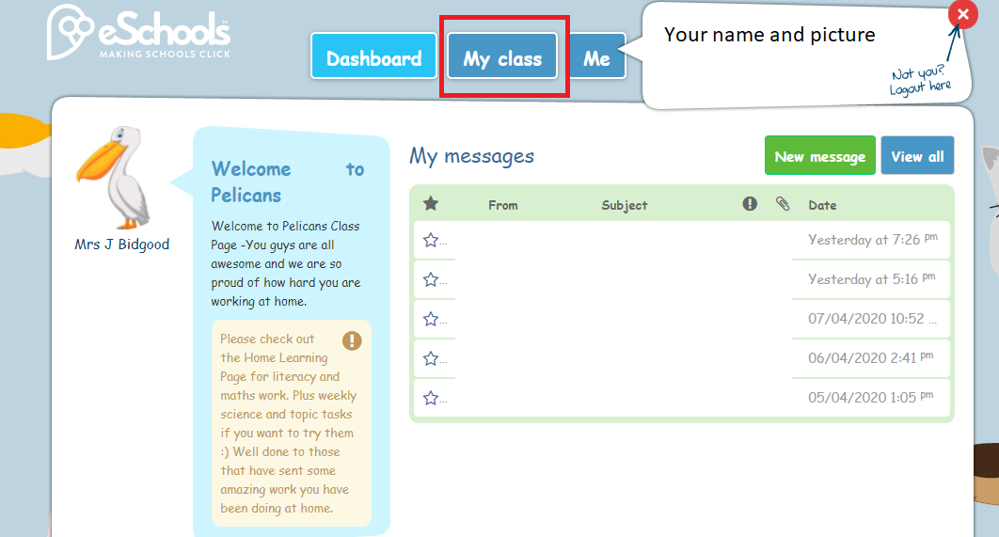 eSchools
MAKING SCHOOLS CLICK
Dashboard
My class
Me
Your name and picture
Not you?
Logout here
Mrs J Bidgood
Welcome to
Pelicans
Welcome to Pelicans Class
Page -You guys are all
awesome and we are so
proud of how hard you are
working at home.
Please check out
the Home Learning
Page for literacy and
maths work. Plus weekly
science and topic tasks
if you want to try them
:) Well done to those
that have sent some
amazing work you have
been doing at home.
My messages
New message
View all
From Subject Date
... Yesterday at 7:26 pm
... Yesterday at 5:16 pm
... 07/04/2020 10:52 ...
... 06/04/2020 2:41 pm
... 05/04/2020 1:05 pm